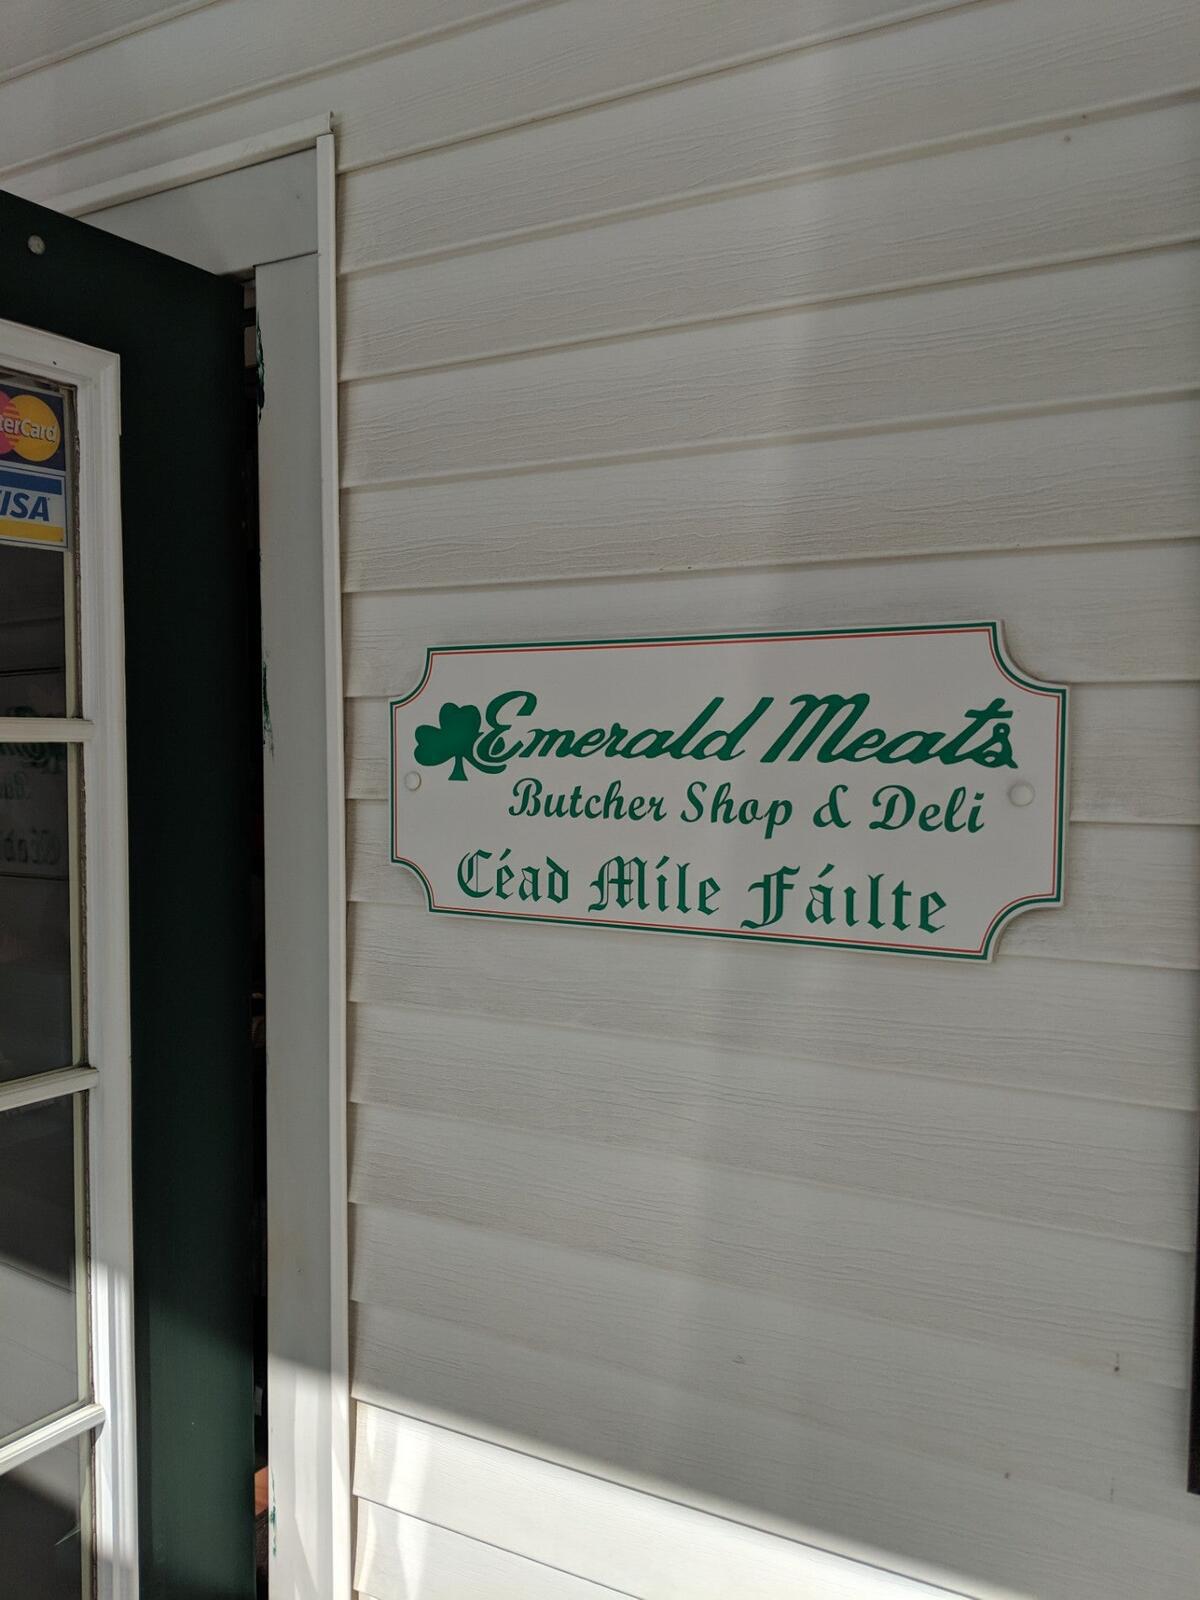 terCard
VISA
Emerald Meats
Butcher Shop & Deli
Céad Míle Fáilte